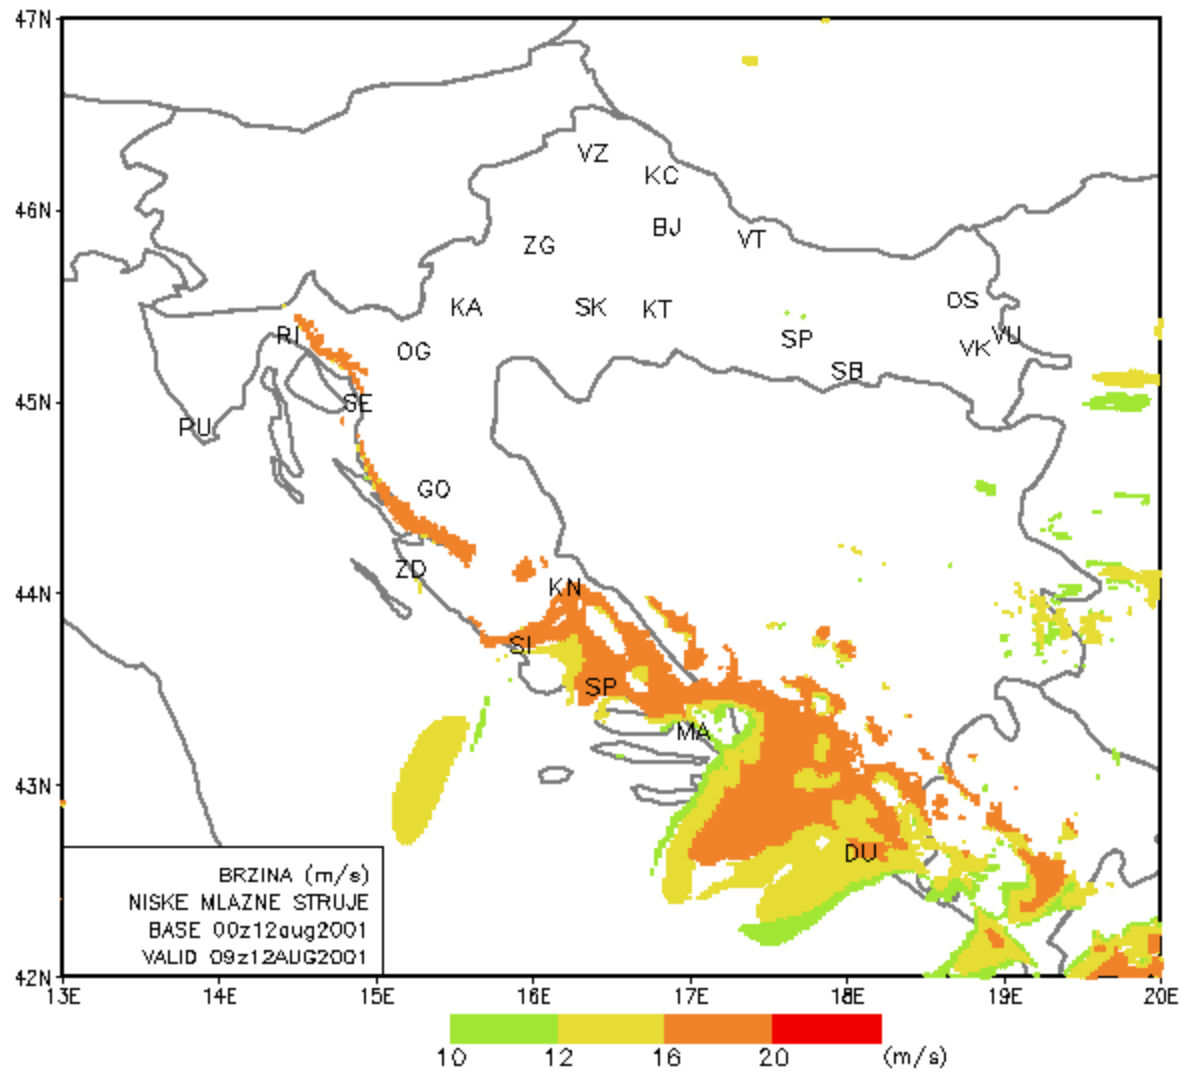 47N
VZ
KC
46N
BJ
VT
ZG
OS
KA
SK
KT
RI
SP
VU
OG
VK
SB
45N
SE
PU
GO
ZD
44N
KN
SI
SP
MA
43N
DU
BRZINA (m/s)
NISKE MLAZNE STRUJE
BASE 00z12aug2001
VALID 09z12AUG2001
42N
13E 14E 15E 16E 17E 18E 19E 20E
10 12 16 20 (m/s)